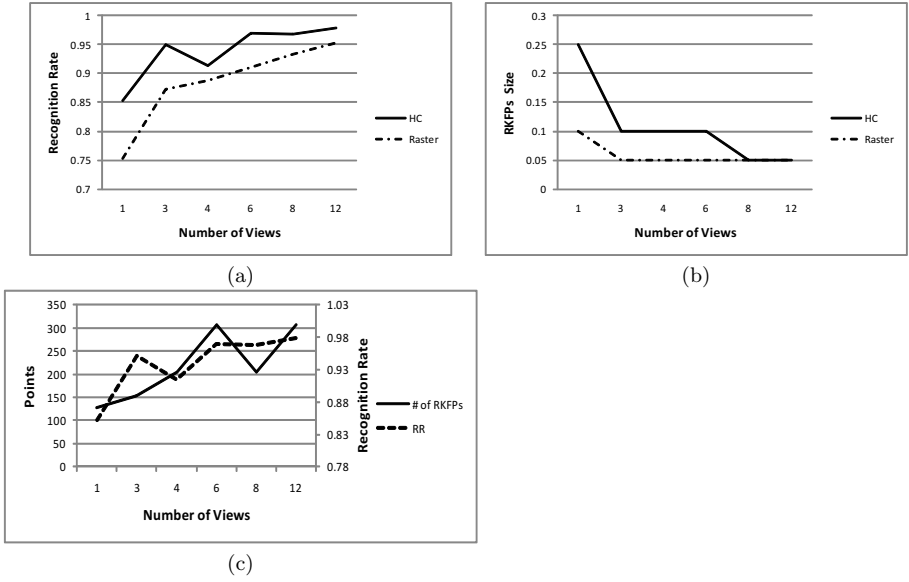 1
0.95
0.9
0.85
0.8
0.75
0.7
Recognition Rate
1 3 4 6 8 12
Number of Views
HC
Raster
(a)
0.3
0.25
0.2
0.15
0.1
0.05
0
RKFPs Size
1 3 4 6 8 12
Number of Views
HC
Raster
(b)
350
300
250
200
150
100
50
0
Points
1.03
0.98
0.93
0.88
0.83
0.78
Recognition Rate
1 3 4 6 8 12
Number of Views
# of RKFPs
RR
(c)